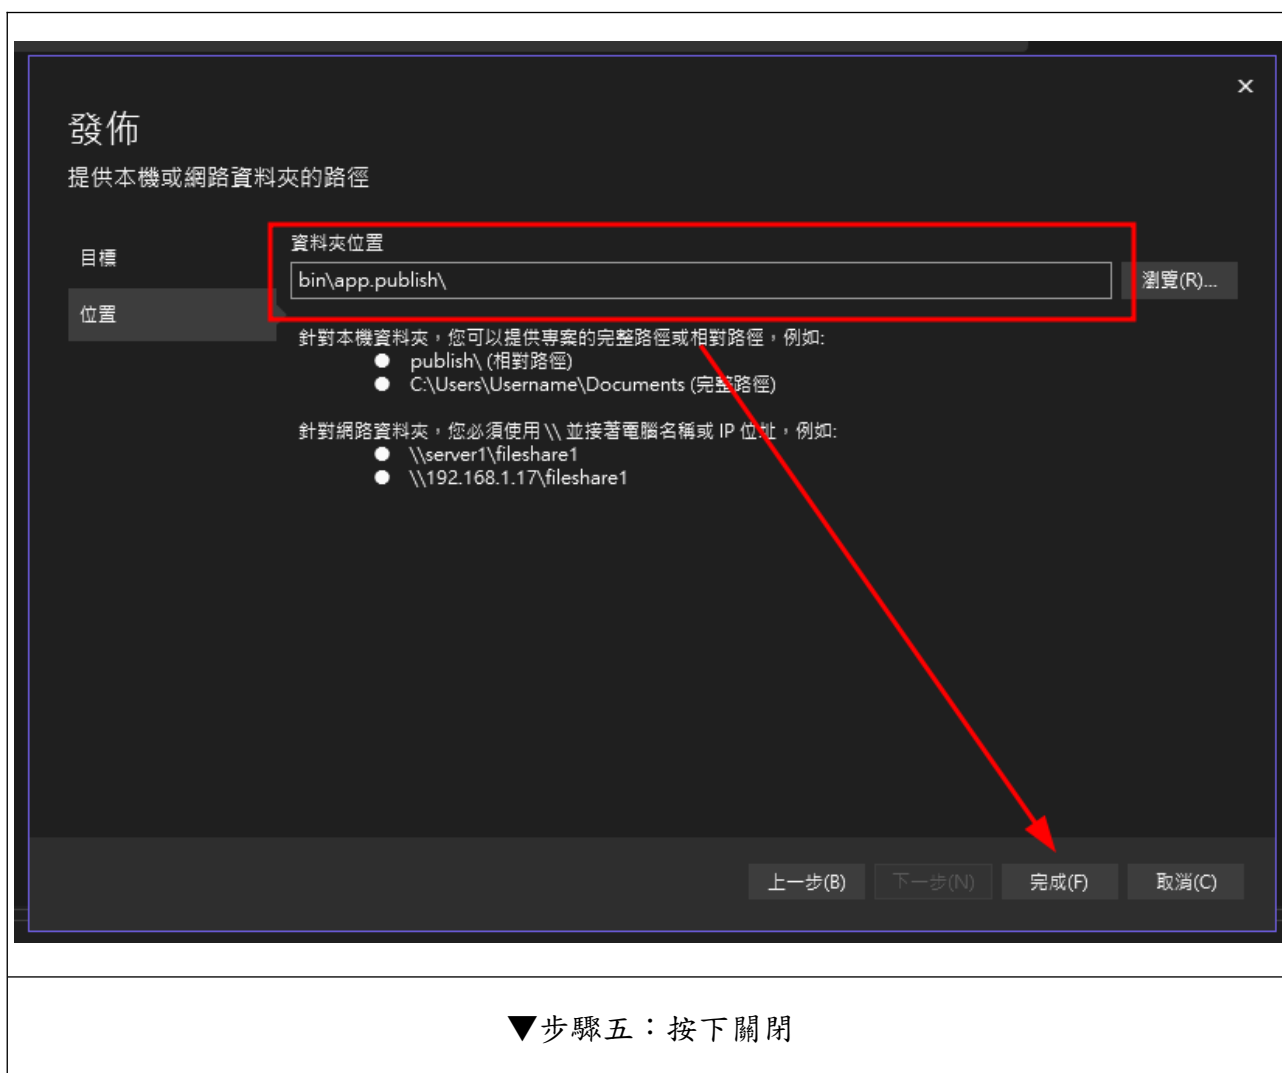 發佈
提供本機或網路資料夾的路徑
目標
位置
資料夾位置
bin\app.publish\
瀏覽(R)...
針對本機資料夾，您可以提供專案的完整路徑或相對路徑，例如:
● publish\ (相對路徑)
● C:\Users\Username\Documents (完整路徑)
針對網路資料夾，您必須使用 \\ 並接著電腦名稱或 IP 位址，例如:
● \\server1\fileshare1
● \\192.168.1.17\fileshare1
上一步(B)
下一步(N)
完成(F)
取消(C)
▼步驟五：按下關閉